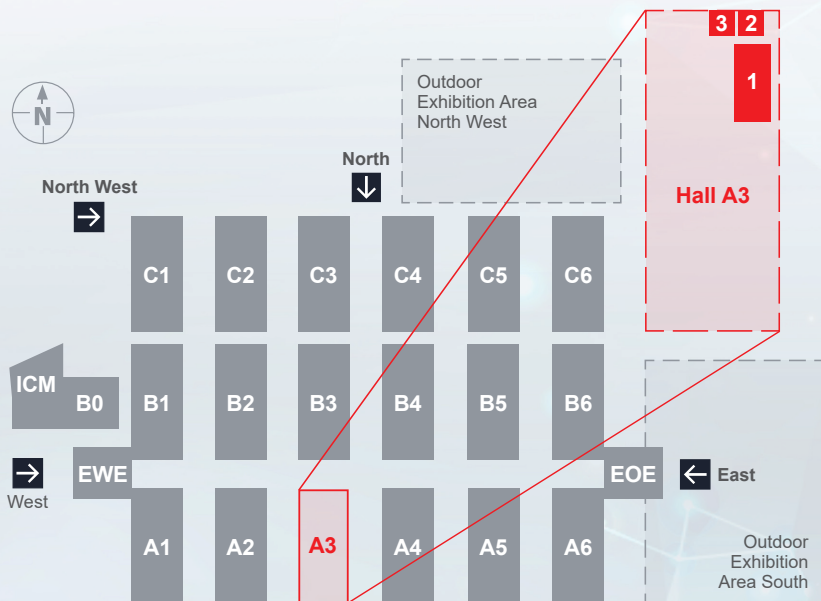 3 2
1
Outdoor
Exhibition Area
North West
N
North
North West
Hall A3
C1 C2 C3 C4 C5 C6
ICM
B0 B1 B2 B3 B4 B5 B6
EWE EOE East
West
A1 A2 A3 A4 A5 A6
Outdoor
Exhibition
Area South